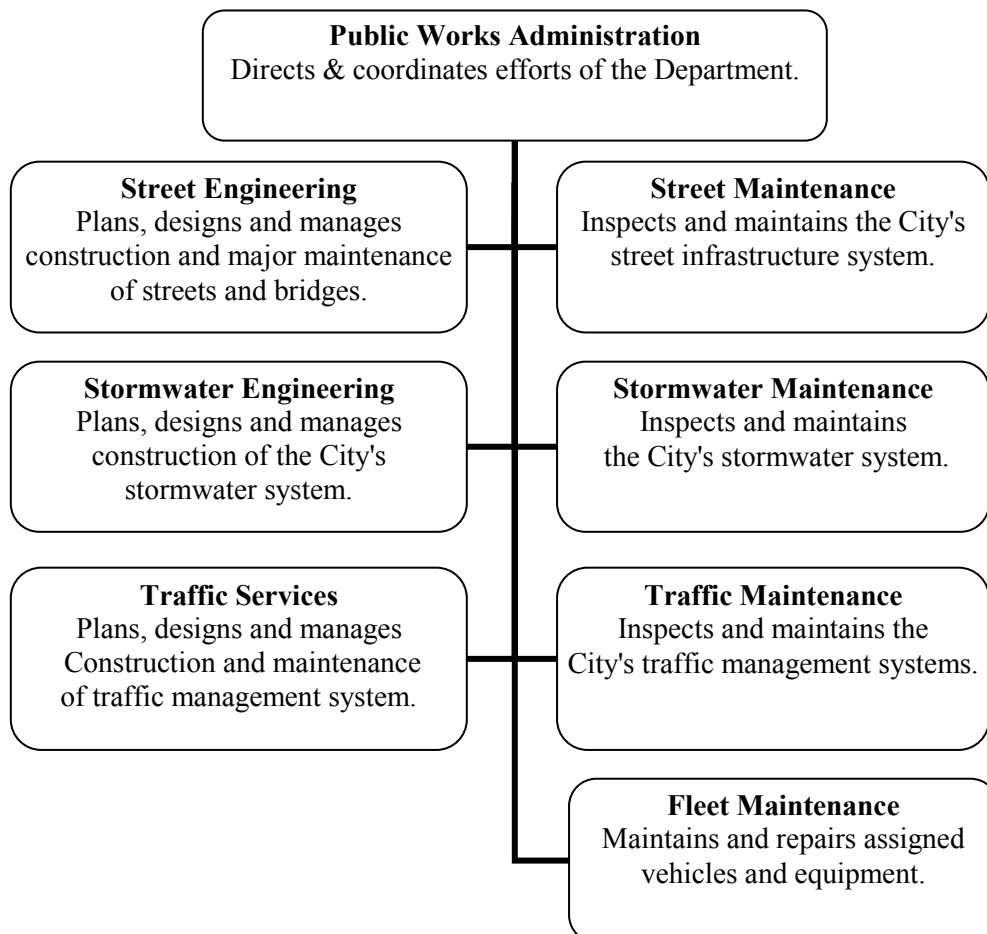 Public Works Administration
Directs & coordinates efforts of the Department.
Street Engineering
Plans, designs and manages
construction and major maintenance
of streets and bridges.
Street Maintenance
Inspects and maintains the City's
street infrastructure system.
Stormwater Engineering
Plans, designs and manages
construction of the City's
stormwater system.
Stormwater Maintenance
Inspects and maintains
the City's stormwater system.
Traffic Services
Plans, designs and manages
Construction and maintenance
of traffic management system.
Traffic Maintenance
Inspects and maintains the
City's traffic management systems.
Fleet Maintenance
Maintains and repairs assigned
vehicles and equipment.